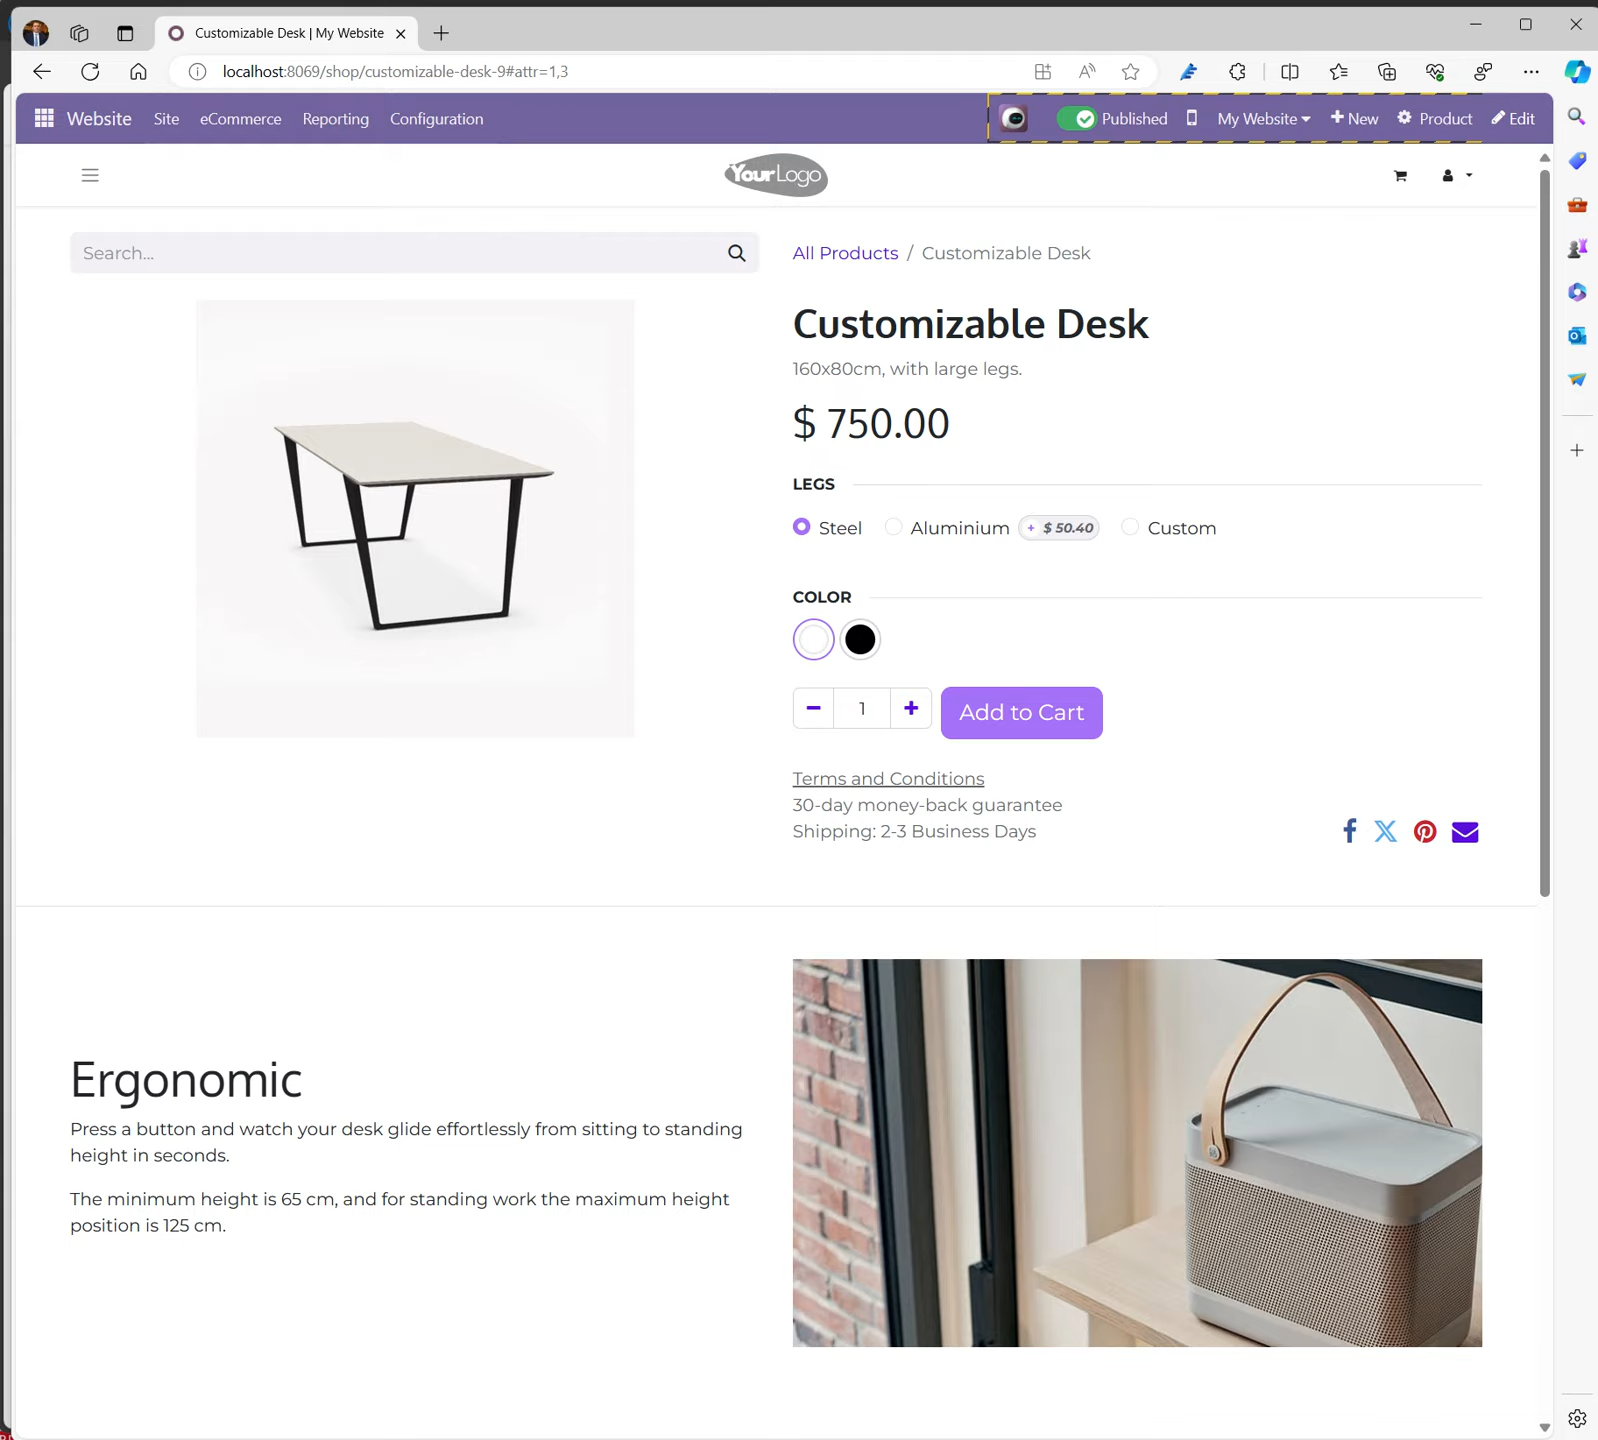 Customizable Desk | My Website
localhost:8069/shop/customizable-desk-9#attr=1,3
Website Site eCommerce Reporting Configuration Published My Website New Product Edit
YourLogo
Search...
All Products / Customizable Desk
Customizable Desk
160x80cm, with large legs.
$ 750.00
LEGS
Steel Aluminium + $ 50.40 Custom
COLOR
1 Add to Cart
Terms and Conditions
30-day money-back guarantee
Shipping: 2-3 Business Days
Ergonomic
Press a button and watch your desk glide effortlessly from sitting to standing
height in seconds.
The minimum height is 65 cm, and for standing work the maximum height
position is 125 cm.